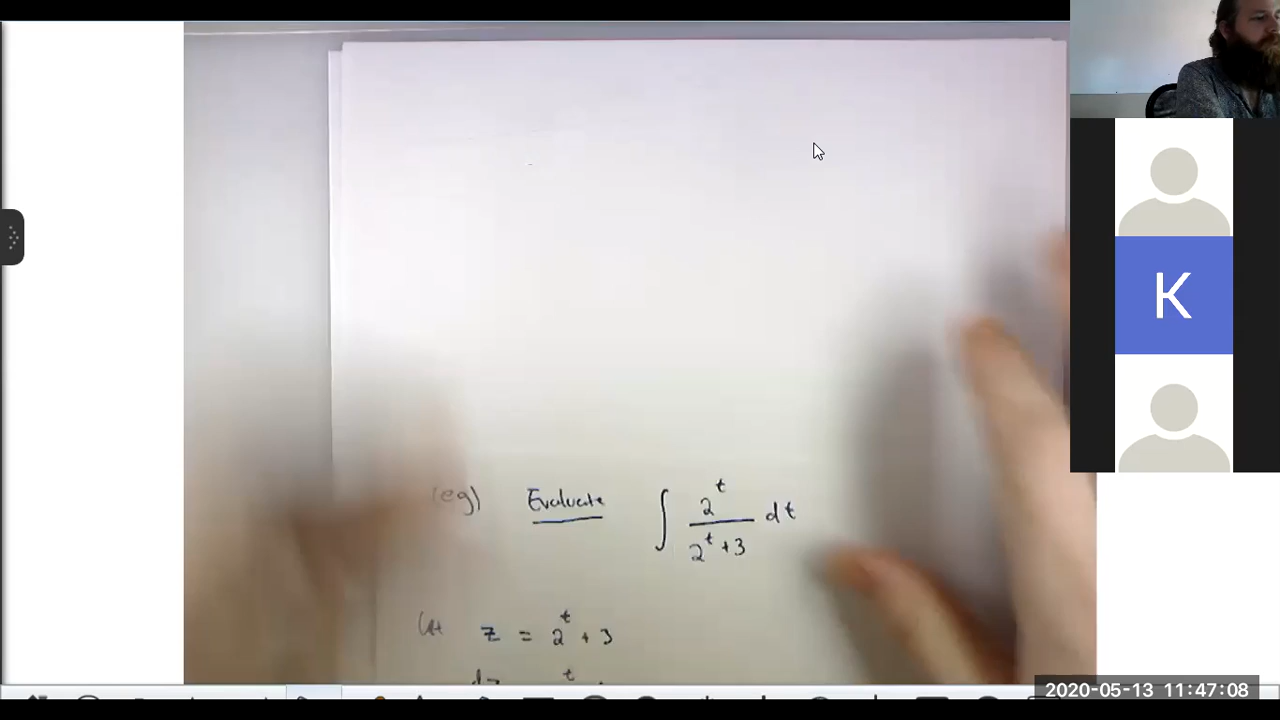 K
(eg) Evaluate ∫ 2^t / (2^t + 3) dt
Let z = 2^t + 3
2020-05-13 11:47:08